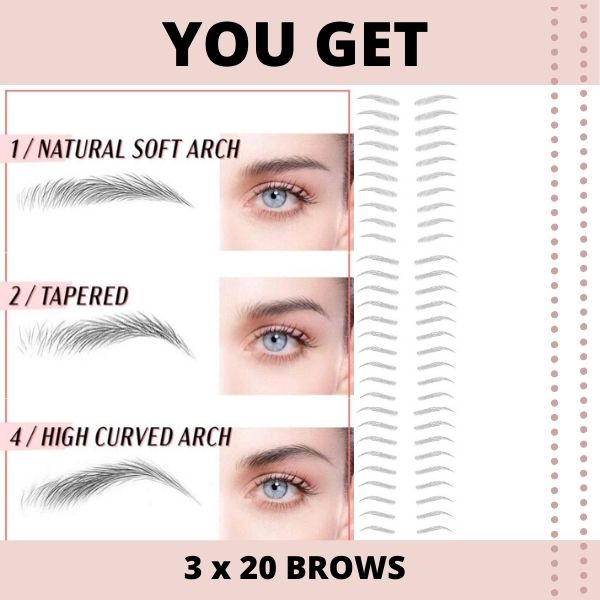 YOU GET
1 / NATURAL SOFT ARCH
2 / TAPERED
4 / HIGH CURVED ARCH
3 x 20 BROWS